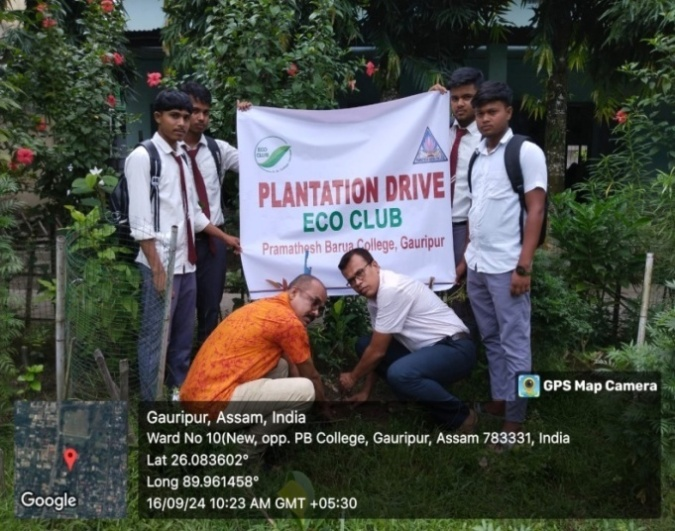 PLANTATION DRIVE
ECO CLUB
Pramathesh Barua College, Gauripur
GPS Map Camera
Gauripur, Assam, India
Ward No 10(New, opp. PB College, Gauripur, Assam 783331, India
Lat 26.083602°
Long 89.961458°
16/09/24 10:23 AM GMT +05:30
Google